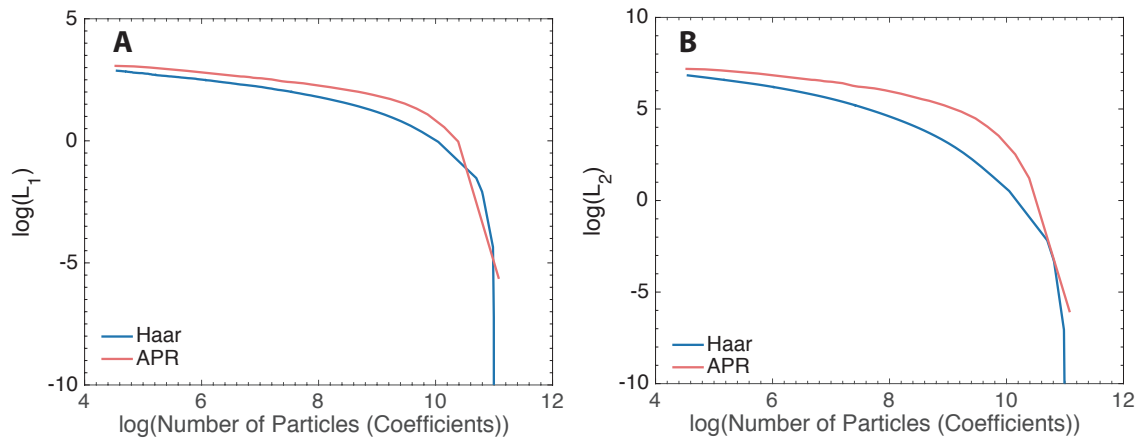 A
5
0
-5
-10
log(L1)
4
6
8
10
12
log(Number of Particles (Coefficients))
Haar
APR
B
10
5
0
-5
-10
log(L2)
4
6
8
10
12
log(Number of Particles (Coefficients))
Haar
APR